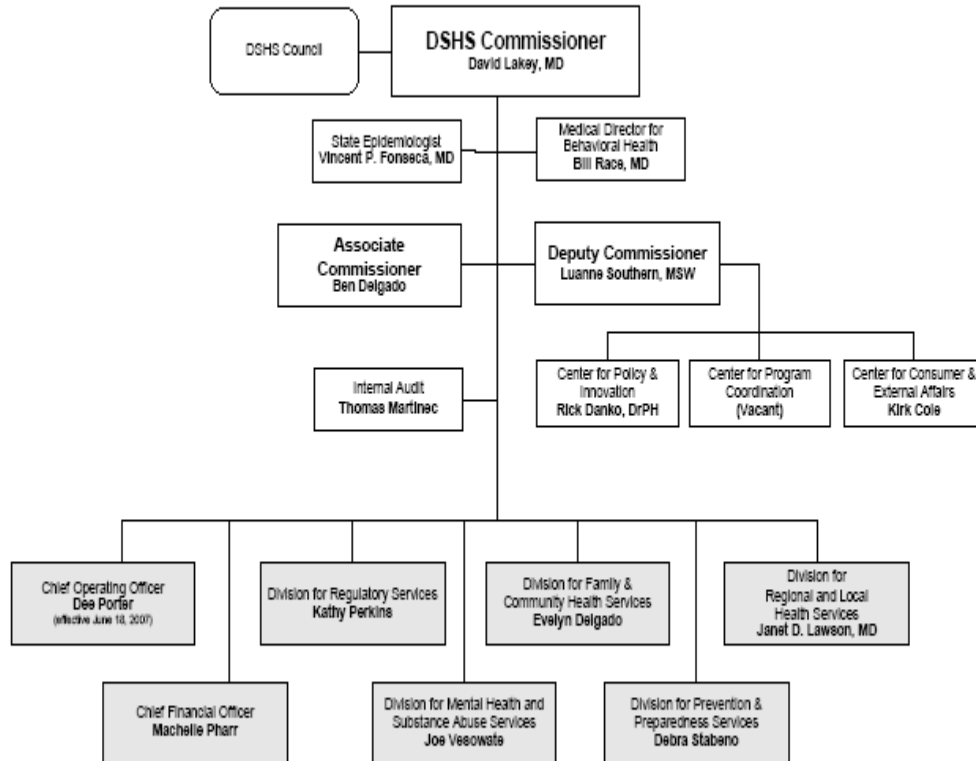 DSHS Council
DSHS Commissioner
David Lakey, MD
State Epidemiologist
Vincent P. Fonseca, MD
Medical Director for
Behavioral Health
Bill Race, MD
Associate
Commissioner
Ben Delgado
Deputy Commissioner
Luanne Southern, MSW
Internal Audit
Thomas Martinec
Center for Policy &
Innovation
Rick Danko, DrPH
Center for Program
Coordination
(Vacant)
Center for Consumer &
External Affairs
Kirk Cole
Chief Operating Officer
Dee Porter
(effective June 18, 2007)
Division for Regulatory Services
Kathy Perkins
Division for Family &
Community Health Services
Evelyn Delgado
Division for
Regional and Local
Health Services
Janet D. Lawson, MD
Chief Financial Officer
Machelle Pharr
Division for Mental Health and
Substance Abuse Services
Joe Vesowate
Division for Prevention &
Preparedness Services
Debra Stabeno